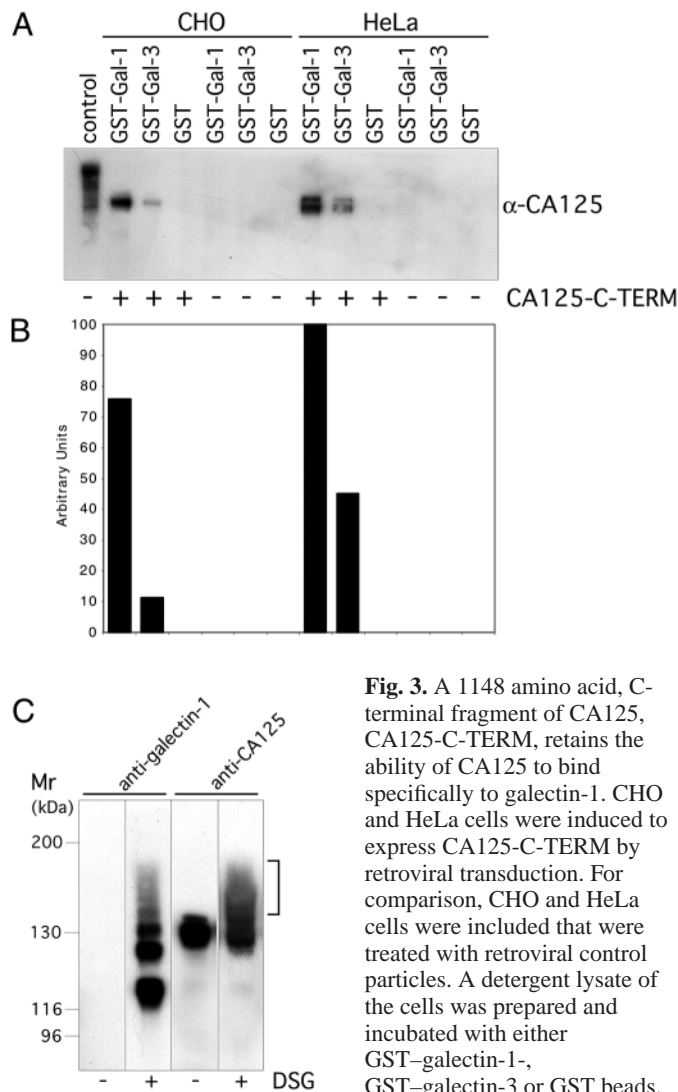 A
CHO HeLa
control GST-Gal-1 GST-Gal-3 GST GST-Gal-1 GST-Gal-3 GST GST-Gal-1 GST-Gal-3 GST GST-Gal-1 GST-Gal-3 GST
α-CA125
- + + + - - - + + + - - - CA125-C-TERM
B
100
90
80
70
60
50
40
30
20
10
0
Arbitrary Units
C
anti-galectin-1 anti-CA125
Mr
(kDa)
200
130
116
96
- + - + DSG
Fig. 3. A 1148 amino acid, C-
terminal fragment of CA125,
CA125-C-TERM, retains the
ability of CA125 to bind
specifically to galectin-1. CHO
and HeLa cells were induced to
express CA125-C-TERM by
retroviral transduction. For
comparison, CHO and HeLa
cells were included that were
treated with retroviral control
particles. A detergent lysate of
the cells was prepared and
incubated with either
GST–galectin-1-,
GST–galectin-3 or GST beads.